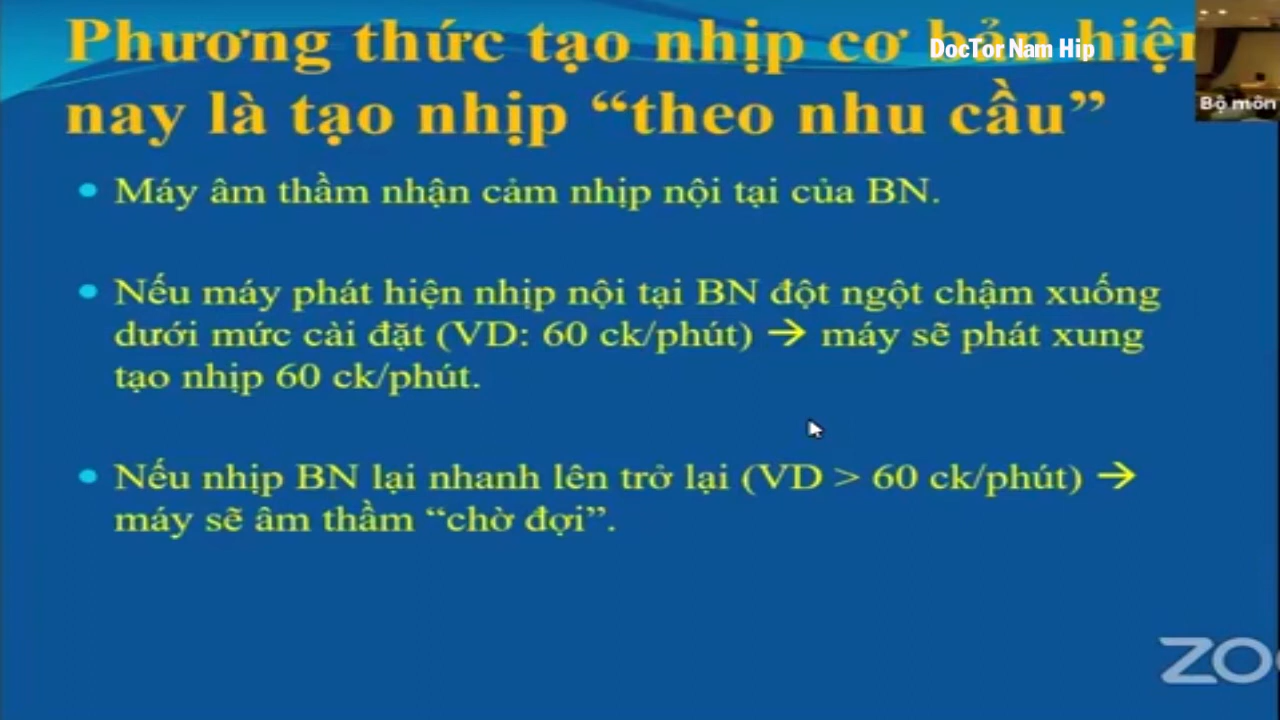 Phương thức tạo nhịp cơ bản hiện
DocTor Nam Hip
nay là tạo nhịp “theo nhu cầu”
Bộ môn
• Máy âm thầm nhận cảm nhịp nội tại của BN.
• Nếu máy phát hiện nhịp nội tại BN đột ngột chậm xuống
dưới mức cài đặt (VD: 60 ck/phút) → máy sẽ phát xung
tạo nhịp 60 ck/phút.
• Nếu nhịp BN lại nhanh lên trở lại (VD > 60 ck/phút) →
máy sẽ âm thầm “chờ đợi”.